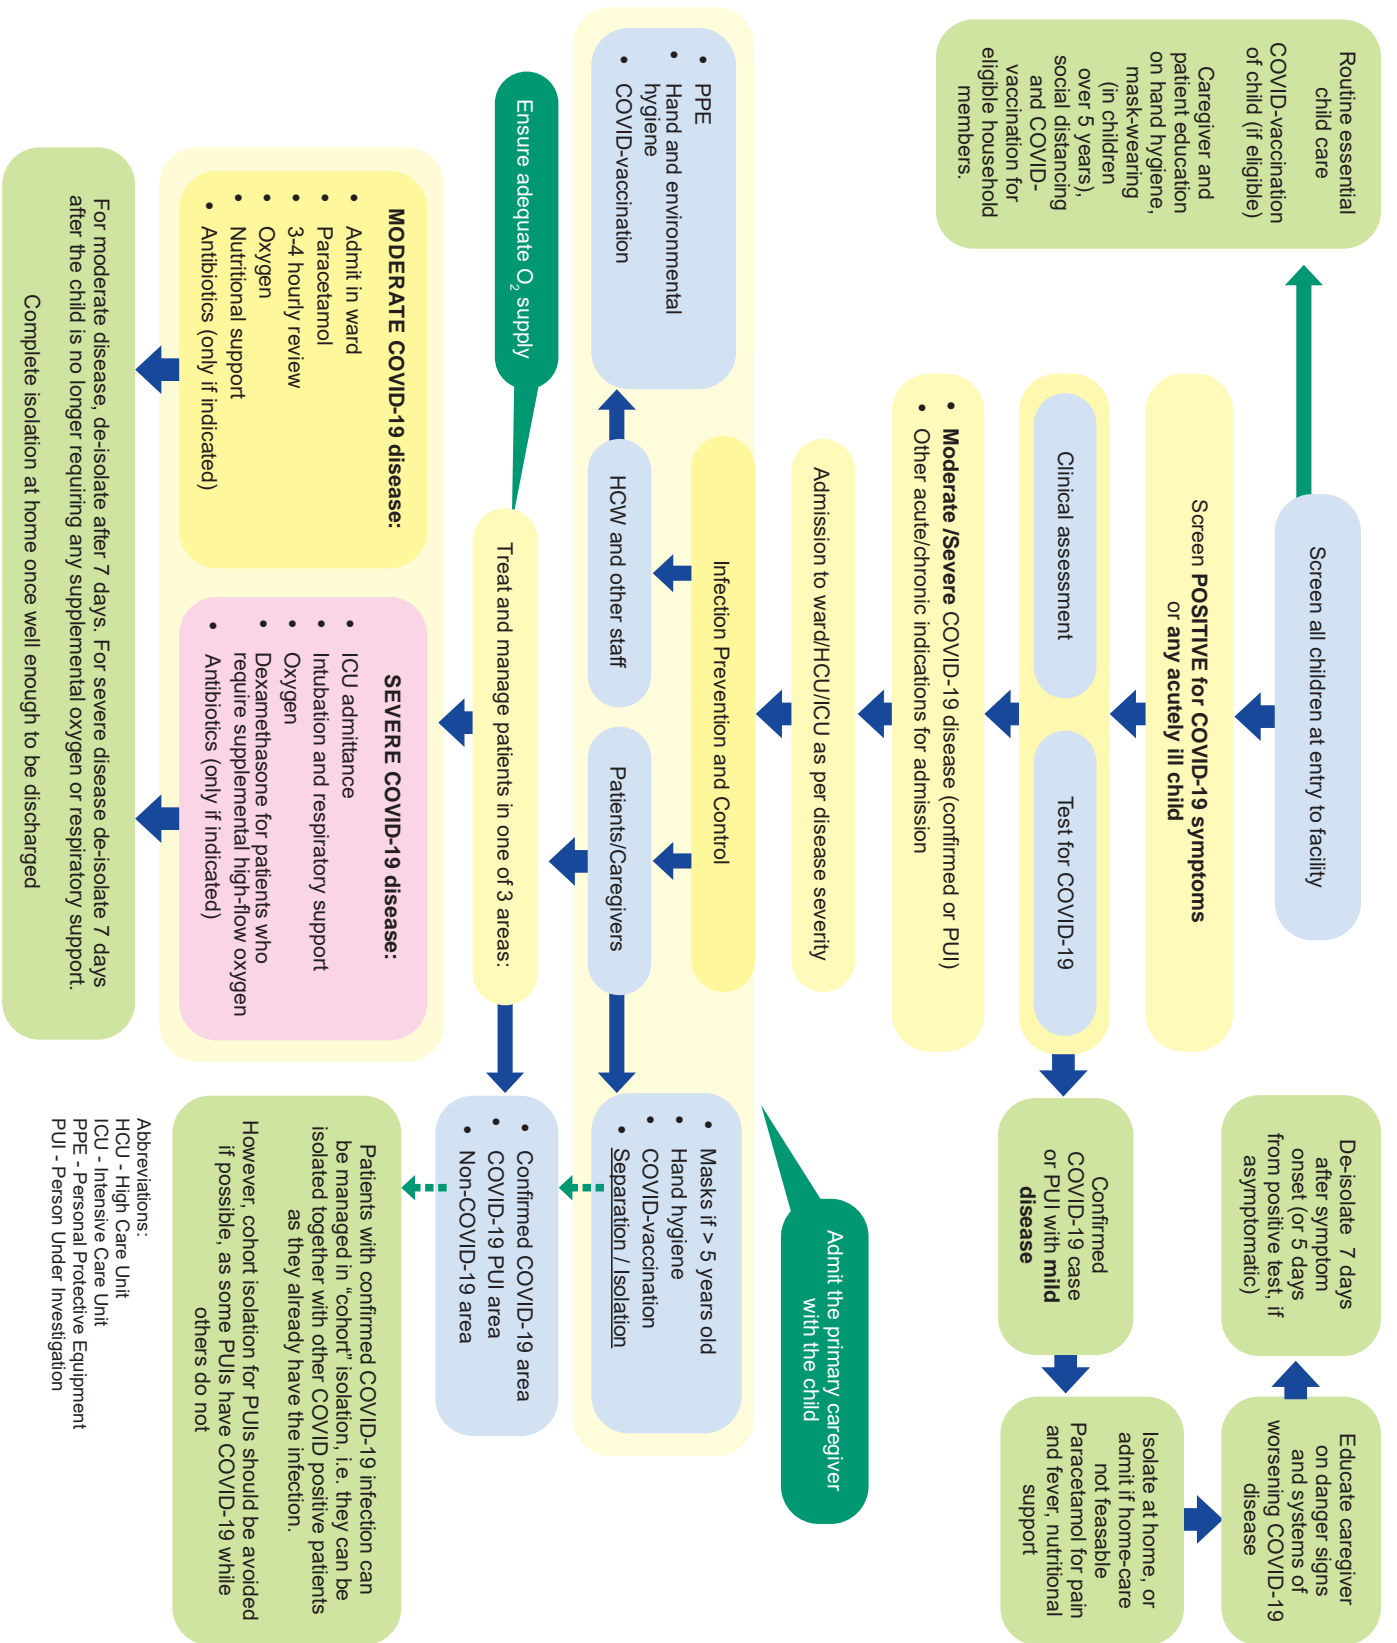 Screen all children at entry to facility
Routine essential
child care
COVID-vaccination
of child (if eligible)
Caregiver and
patient education
on hand hygiene,
mask-wearing
(in children
over 5 years),
social distancing
and COVID-
vaccination for
eligible household
members.
Screen POSITIVE for COVID-19 symptoms
or any acutely ill child
Clinical assessment
Test for COVID-19
Confirmed
COVID-19 case
or PUI with mild
disease
Isolate at home, or
admit if home-care
not feasable
Paracetamol for pain
and fever, nutritional
support
Educate caregiver
on danger signs
and systems of
worsening COVID-19
disease
De-isolate 7 days
after symptom
onset (or 5 days
from positive test, if
asymptomatic)
• Moderate /Severe COVID-19 disease (confirmed or PUI)
• Other acute/chronic indications for admission
Admission to ward/HCU/ICU as per disease severity
Admit the primary caregiver
with the child
Infection Prevention and Control
HCW and other staff
Patients/Caregivers
• PPE
• Hand and environmental
hygiene
• COVID-vaccination
• Masks if > 5 years old
• Hand hygiene
• COVID-vaccination
• Separation / Isolation
Ensure adequate O₂ supply
Treat and manage patients in one of 3 areas:
• Confirmed COVID-19 area
• COVID-19 PUI area
• Non-COVID-19 area
MODERATE COVID-19 disease:
• Admit in ward
• Paracetamol
• 3-4 hourly review
• Oxygen
• Nutritional support
• Antibiotics (only if indicated)
SEVERE COVID-19 disease:
• ICU admittance
• Intubation and respiratory support
• Oxygen
• Dexamethasone for patients who
require supplemental high-flow oxygen
• Antibiotics (only if indicated)
Patients with confirmed COVID-19 infection can
be managed in “cohort” isolation, i.e. they can be
isolated together with other COVID positive patients
as they already have the infection.
However, cohort isolation for PUIs should be avoided
if possible, as some PUIs have COVID-19 while
others do not
For moderate disease, de-isolate after 7 days. For severe disease de-isolate 7 days
after the child is no longer requiring any supplemental oxygen or respiratory support.
Complete isolation at home once well enough to be discharged
Abbreviations:
HCU - High Care Unit
ICU - Intensive Care Unit
PPE - Personal Protective Equipment
PUI - Person Under Investigation